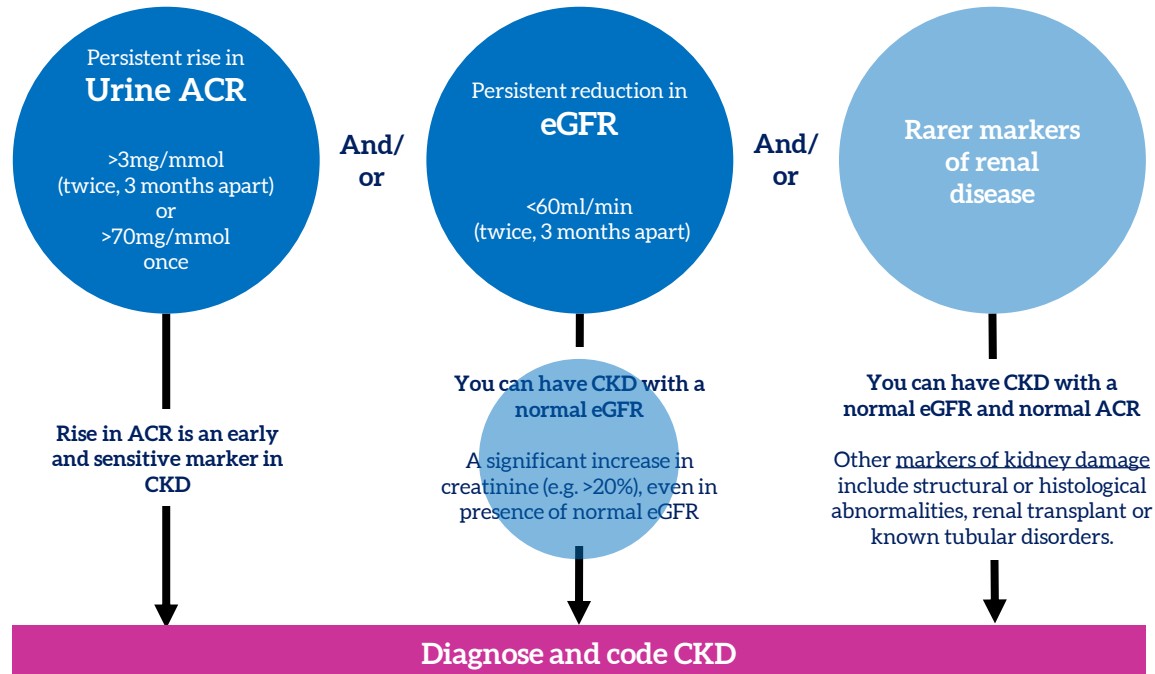 Persistent rise in
Urine ACR
>3mg/mmol
(twice, 3 months apart)
or
>70mg/mmol
once
And/
or
Persistent reduction in
eGFR
<60ml/min
(twice, 3 months apart)
And/
or
Rarer markers
of renal
disease
Rise in ACR is an early
and sensitive marker in
CKD
You can have CKD with a
normal eGFR
A significant increase in
creatinine (e.g. >20%), even in
presence of normal eGFR
You can have CKD with a
normal eGFR and normal ACR
Other markers of kidney damage
include structural or histological
abnormalities, renal transplant or
known tubular disorders.
Diagnose and code CKD